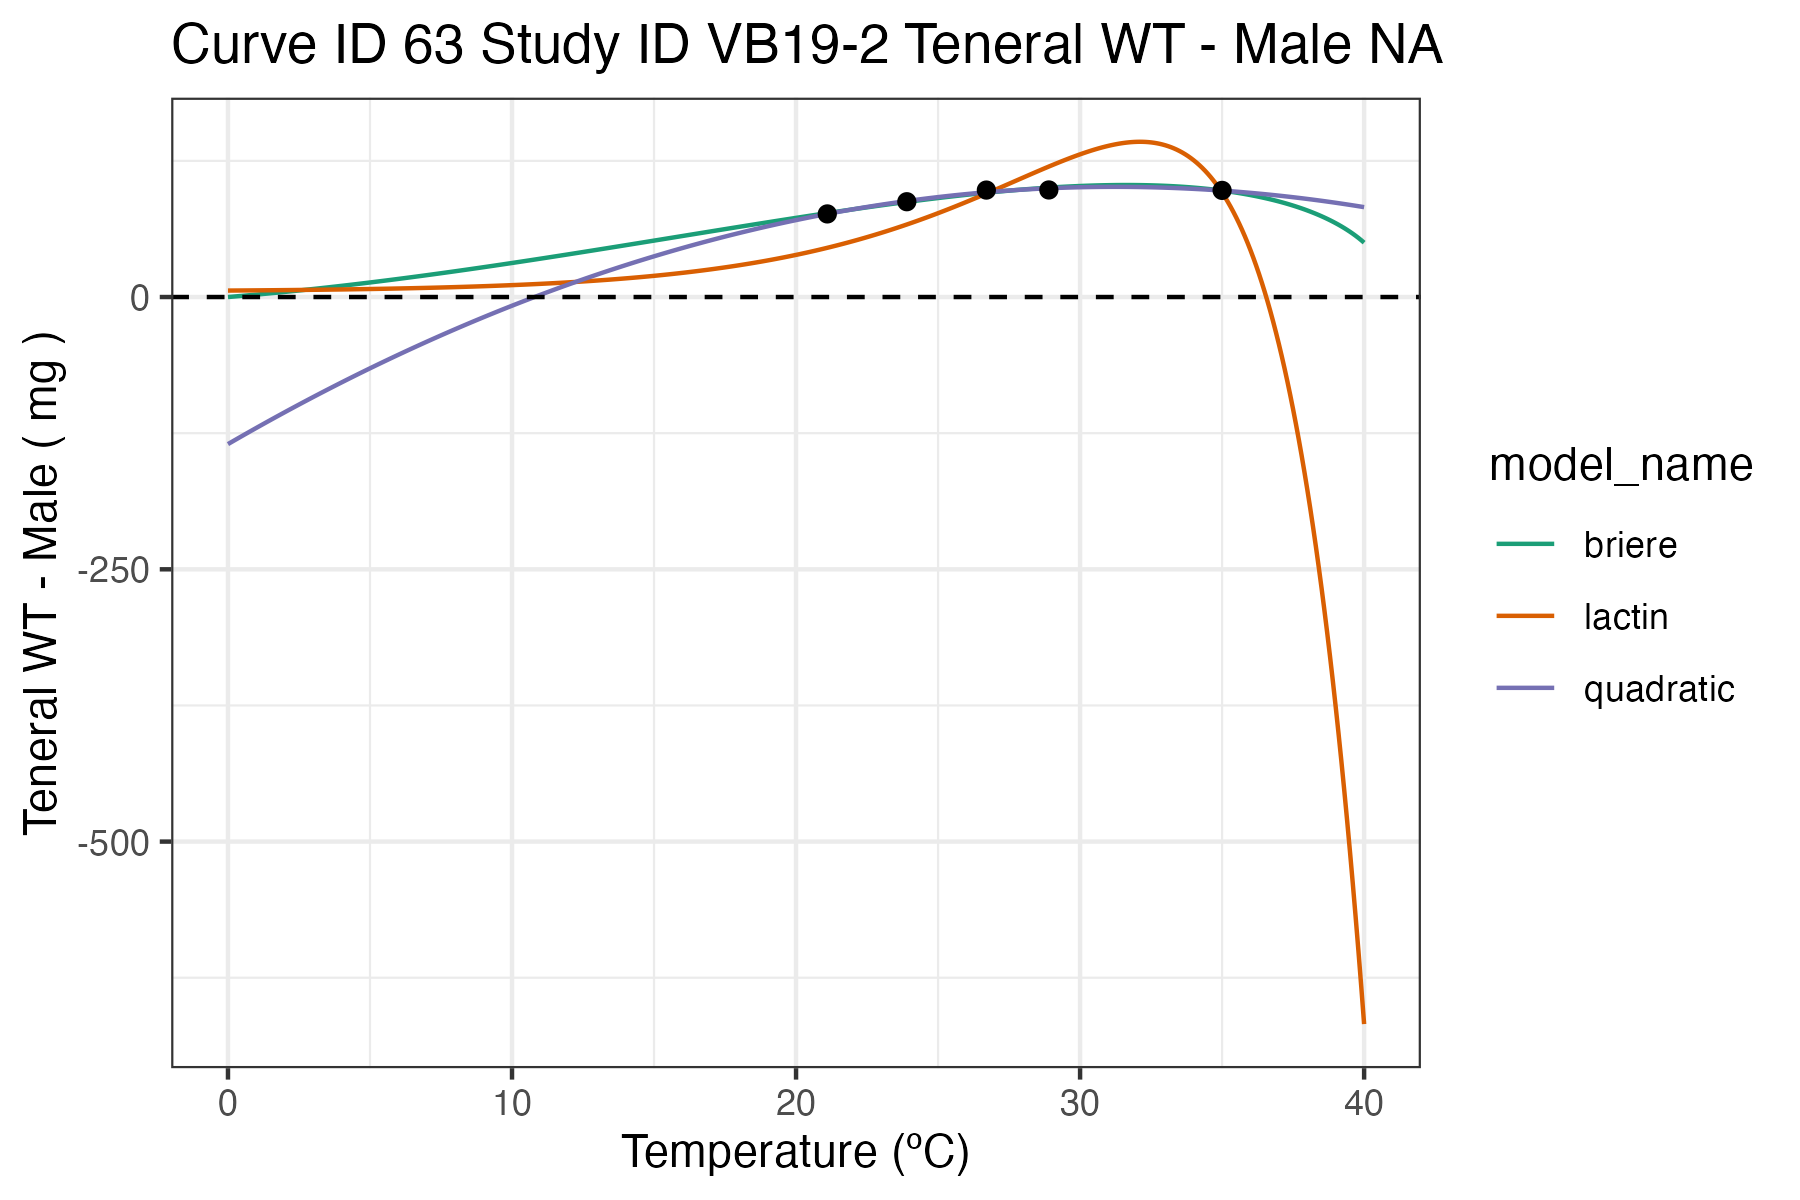 Curve ID 63 Study ID VB19-2 Teneral WT - Male NA
Teneral WT - Male ( mg )
0
-250
-500
0
10
20
30
40
Temperature (ºC)
model_name
briere
lactin
quadratic